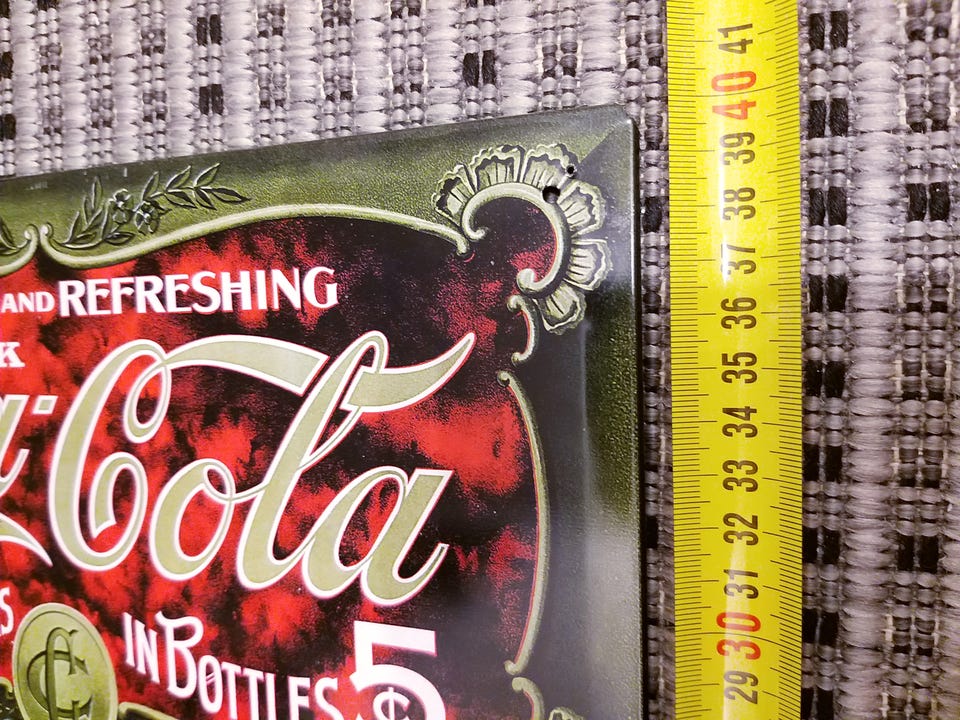 AND REFRESHING
K
a-Cola
S
IN BOTTLES 5¢
41
40
39
38
37
36
35
34
33
32
31
30
29